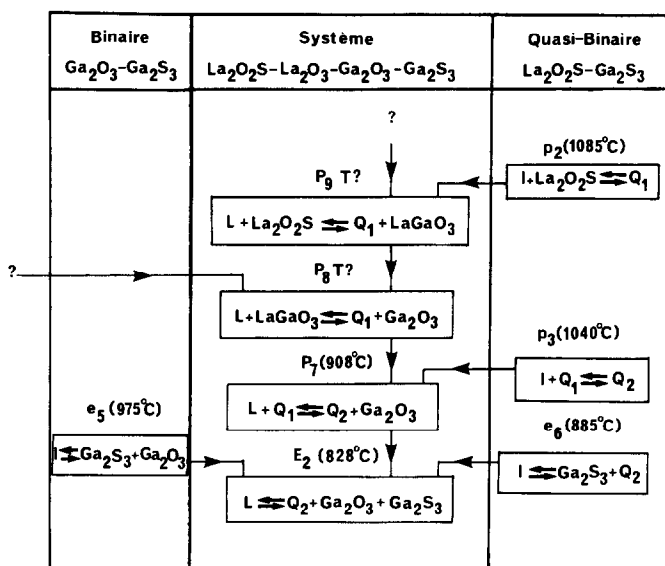 Binaire
Ga2O3-Ga2S3
Système
La2O2S-La2O3-Ga2O3-Ga2S3
Quasi-Binaire
La2O2S-Ga2S3
?
p2(1085°C)
l+La2O2S⇌Q1
P9 T?
L+La2O2S ⇌ Q1+LaGaO3
?
P8 T?
L+LaGaO3⇌Q1+Ga2O3
p3(1040°C)
l+Q1⇌Q2
P7(908°C)
L+Q1⇌Q2+Ga2O3
e5(975°C)
l⇌Ga2S3+Ga2O3
e6(885°C)
l⇌Ga2S3+Q2
E2 (828°C)
L⇌Q2+Ga2O3+Ga2S3